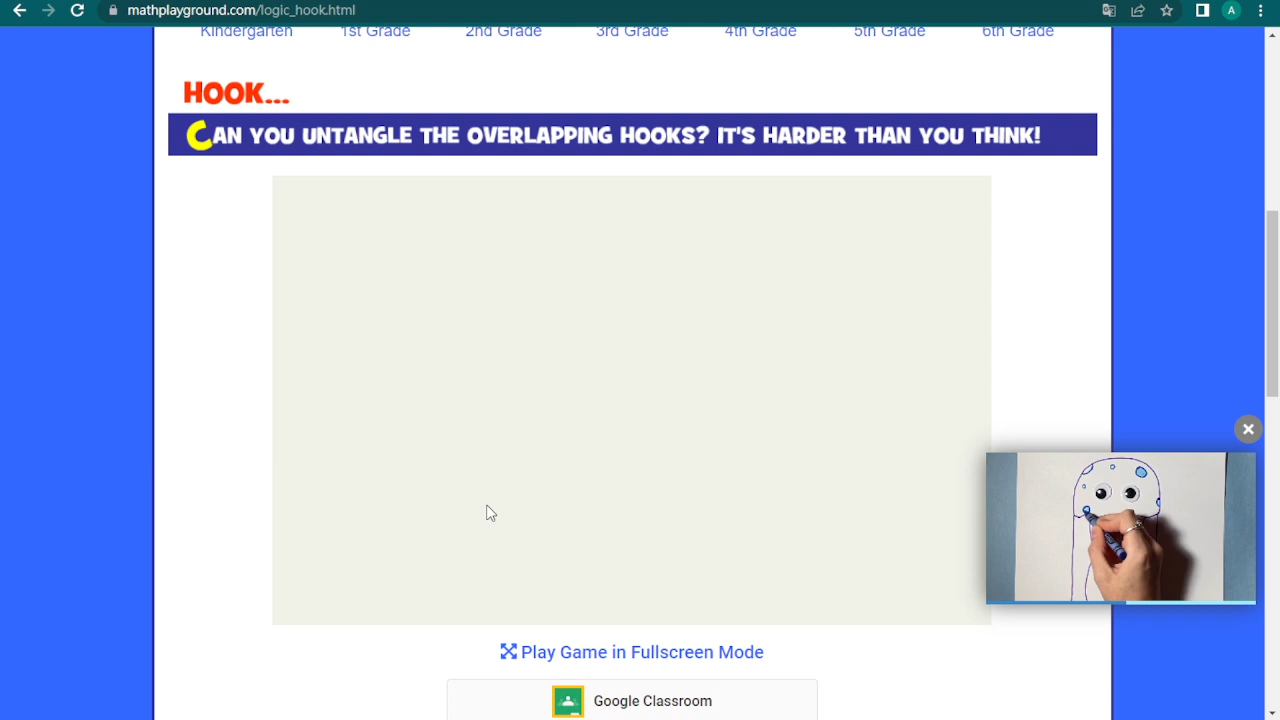 mathplayground.com/logic_hook.html
A
Kindergarten 1st Grade 2nd Grade 3rd Grade 4th Grade 5th Grade 6th Grade
HOOK...
CAN YOU UNTANGLE THE OVERLAPPING HOOKS? IT'S HARDER THAN YOU THINK!
Play Game in Fullscreen Mode
Google Classroom